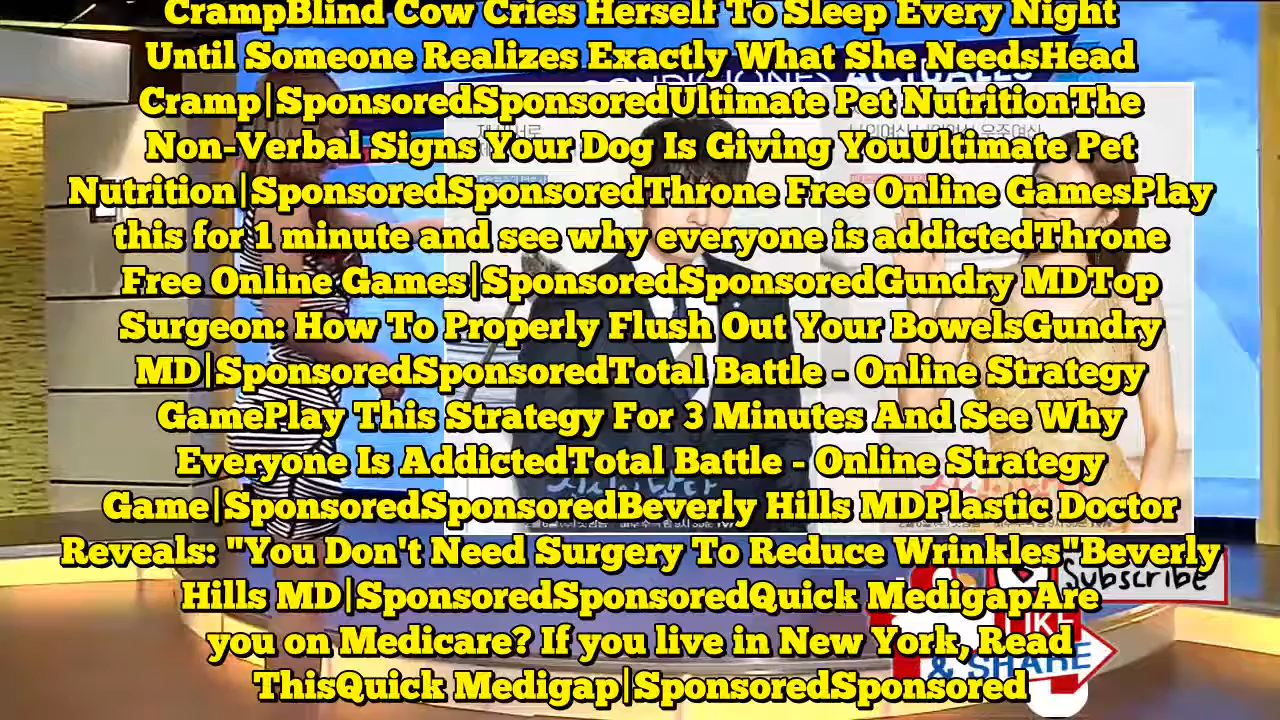 CrampBlind Cow Cries Herself To Sleep Every Night
Until Someone Realizes Exactly What She NeedsHead
Cramp|SponsoredSponsoredUltimate Pet NutritionThe
Non-Verbal Signs Your Dog Is Giving YouUltimate Pet
Nutrition|SponsoredSponsoredThrone Free Online GamesPlay
this for 1 minute and see why everyone is addictedThrone
Free Online Games|SponsoredSponsoredGundry MDTop
Surgeon: How To Properly Flush Out Your BowelsGundry
MD|SponsoredSponsoredTotal Battle - Online Strategy
GamePlay This Strategy For 3 Minutes And See Why
Everyone Is AddictedTotal Battle - Online Strategy
Game|SponsoredSponsoredBeverly Hills MDPlastic Doctor
Reveals: "You Don't Need Surgery To Reduce Wrinkles"Beverly
Hills MD|SponsoredSponsoredQuick MedigapAre
you on Medicare? If you live in New York, Read
ThisQuick Medigap|SponsoredSponsored
Subscribe
LIKE
& SHARE